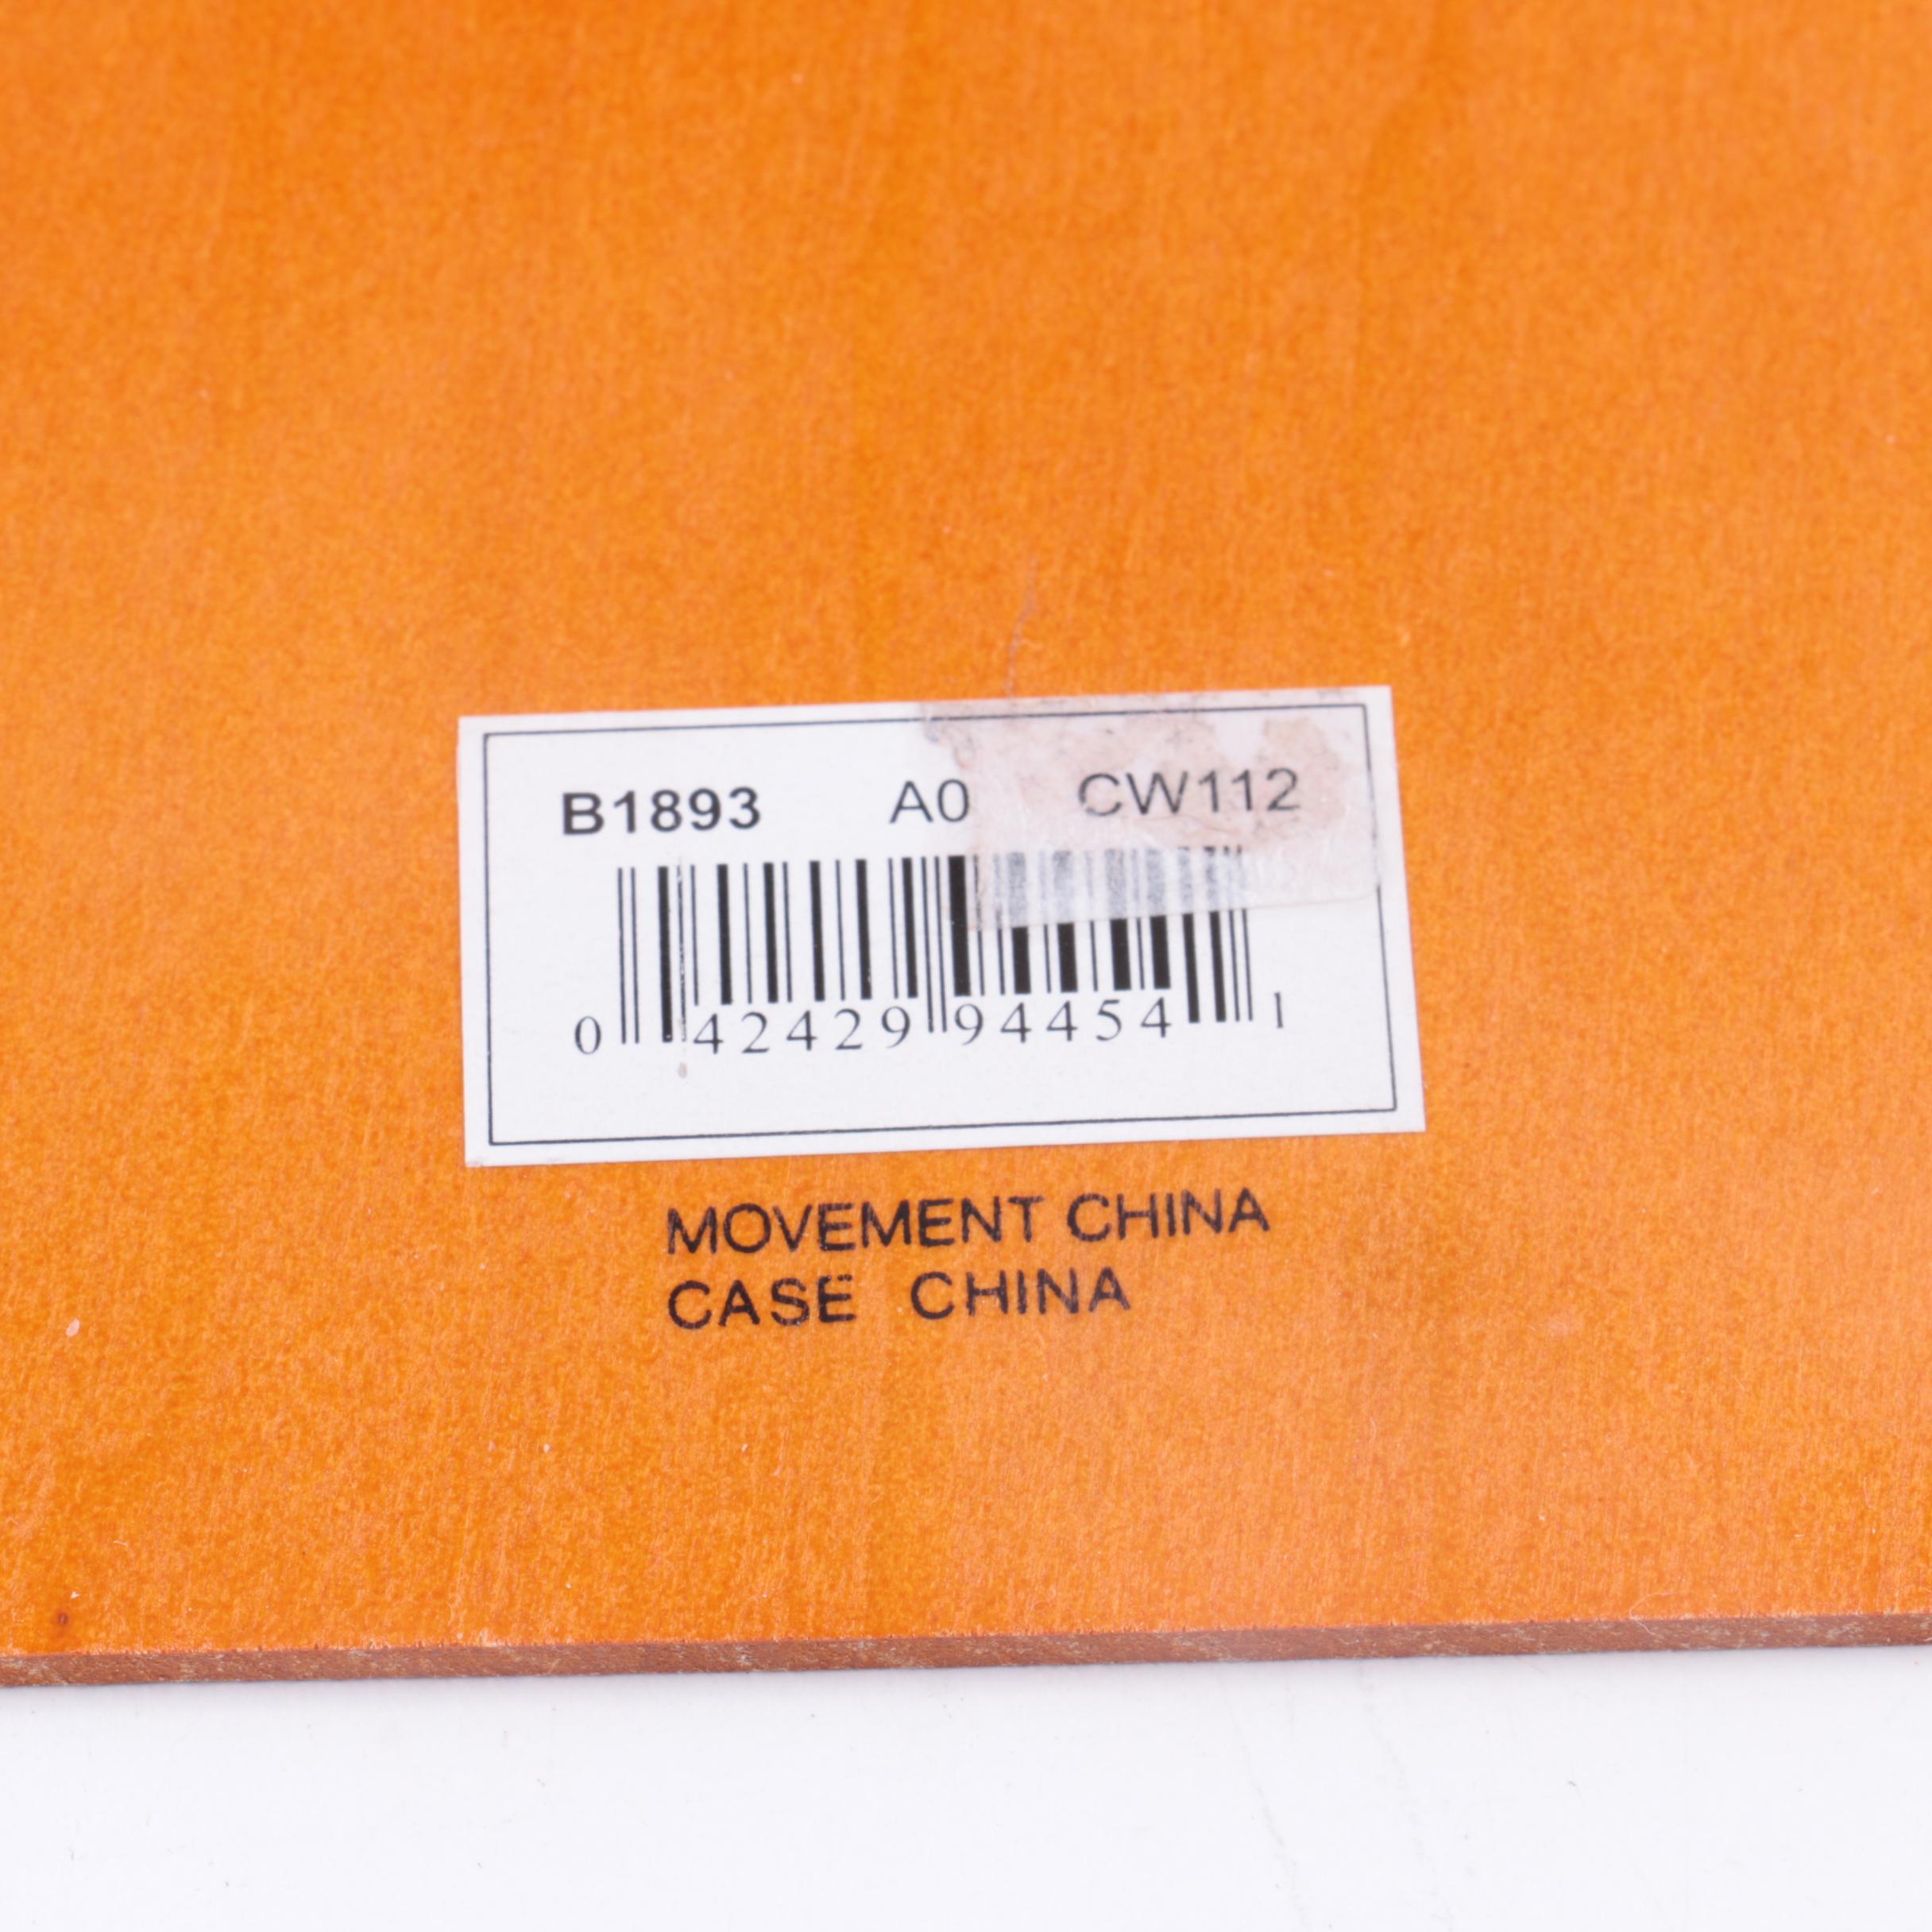 B1893 A0 CW112
0 42429 94454 1
MOVEMENT CHINA
CASE CHINA